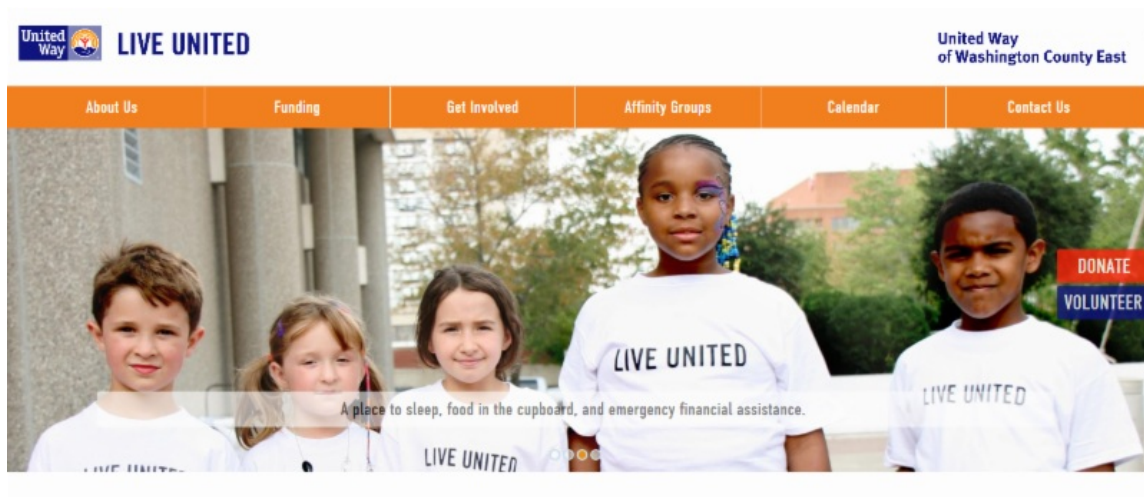 United
Way
LIVE UNITED
United Way
of Washington County East
About Us
Funding
Get Involved
Affinity Groups
Calendar
Contact Us
DONATE
VOLUNTEER
LIVE UNITED
LIVE UNITED
A place to sleep, food in the cupboard, and emergency financial assistance.
LIVE UNITED
LIVE UNITED